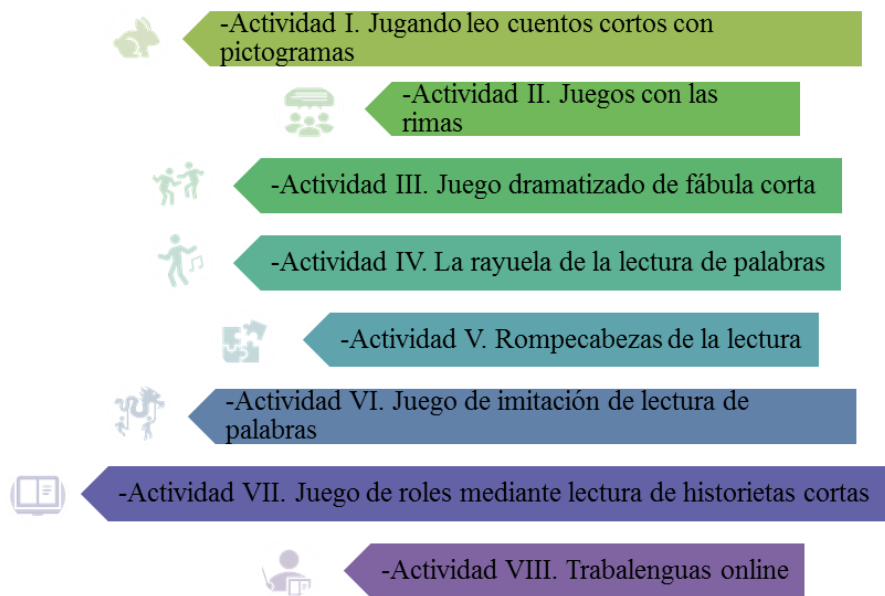 -Actividad I. Jugando leo cuentos cortos con
pictogramas
-Actividad II. Juegos con las
rimas
-Actividad III. Juego dramatizado de fábula corta
-Actividad IV. La rayuela de la lectura de palabras
-Actividad V. Rompecabezas de la lectura
-Actividad VI. Juego de imitación de lectura de
palabras
-Actividad VII. Juego de roles mediante lectura de historietas cortas
-Actividad VIII. Trabalenguas online